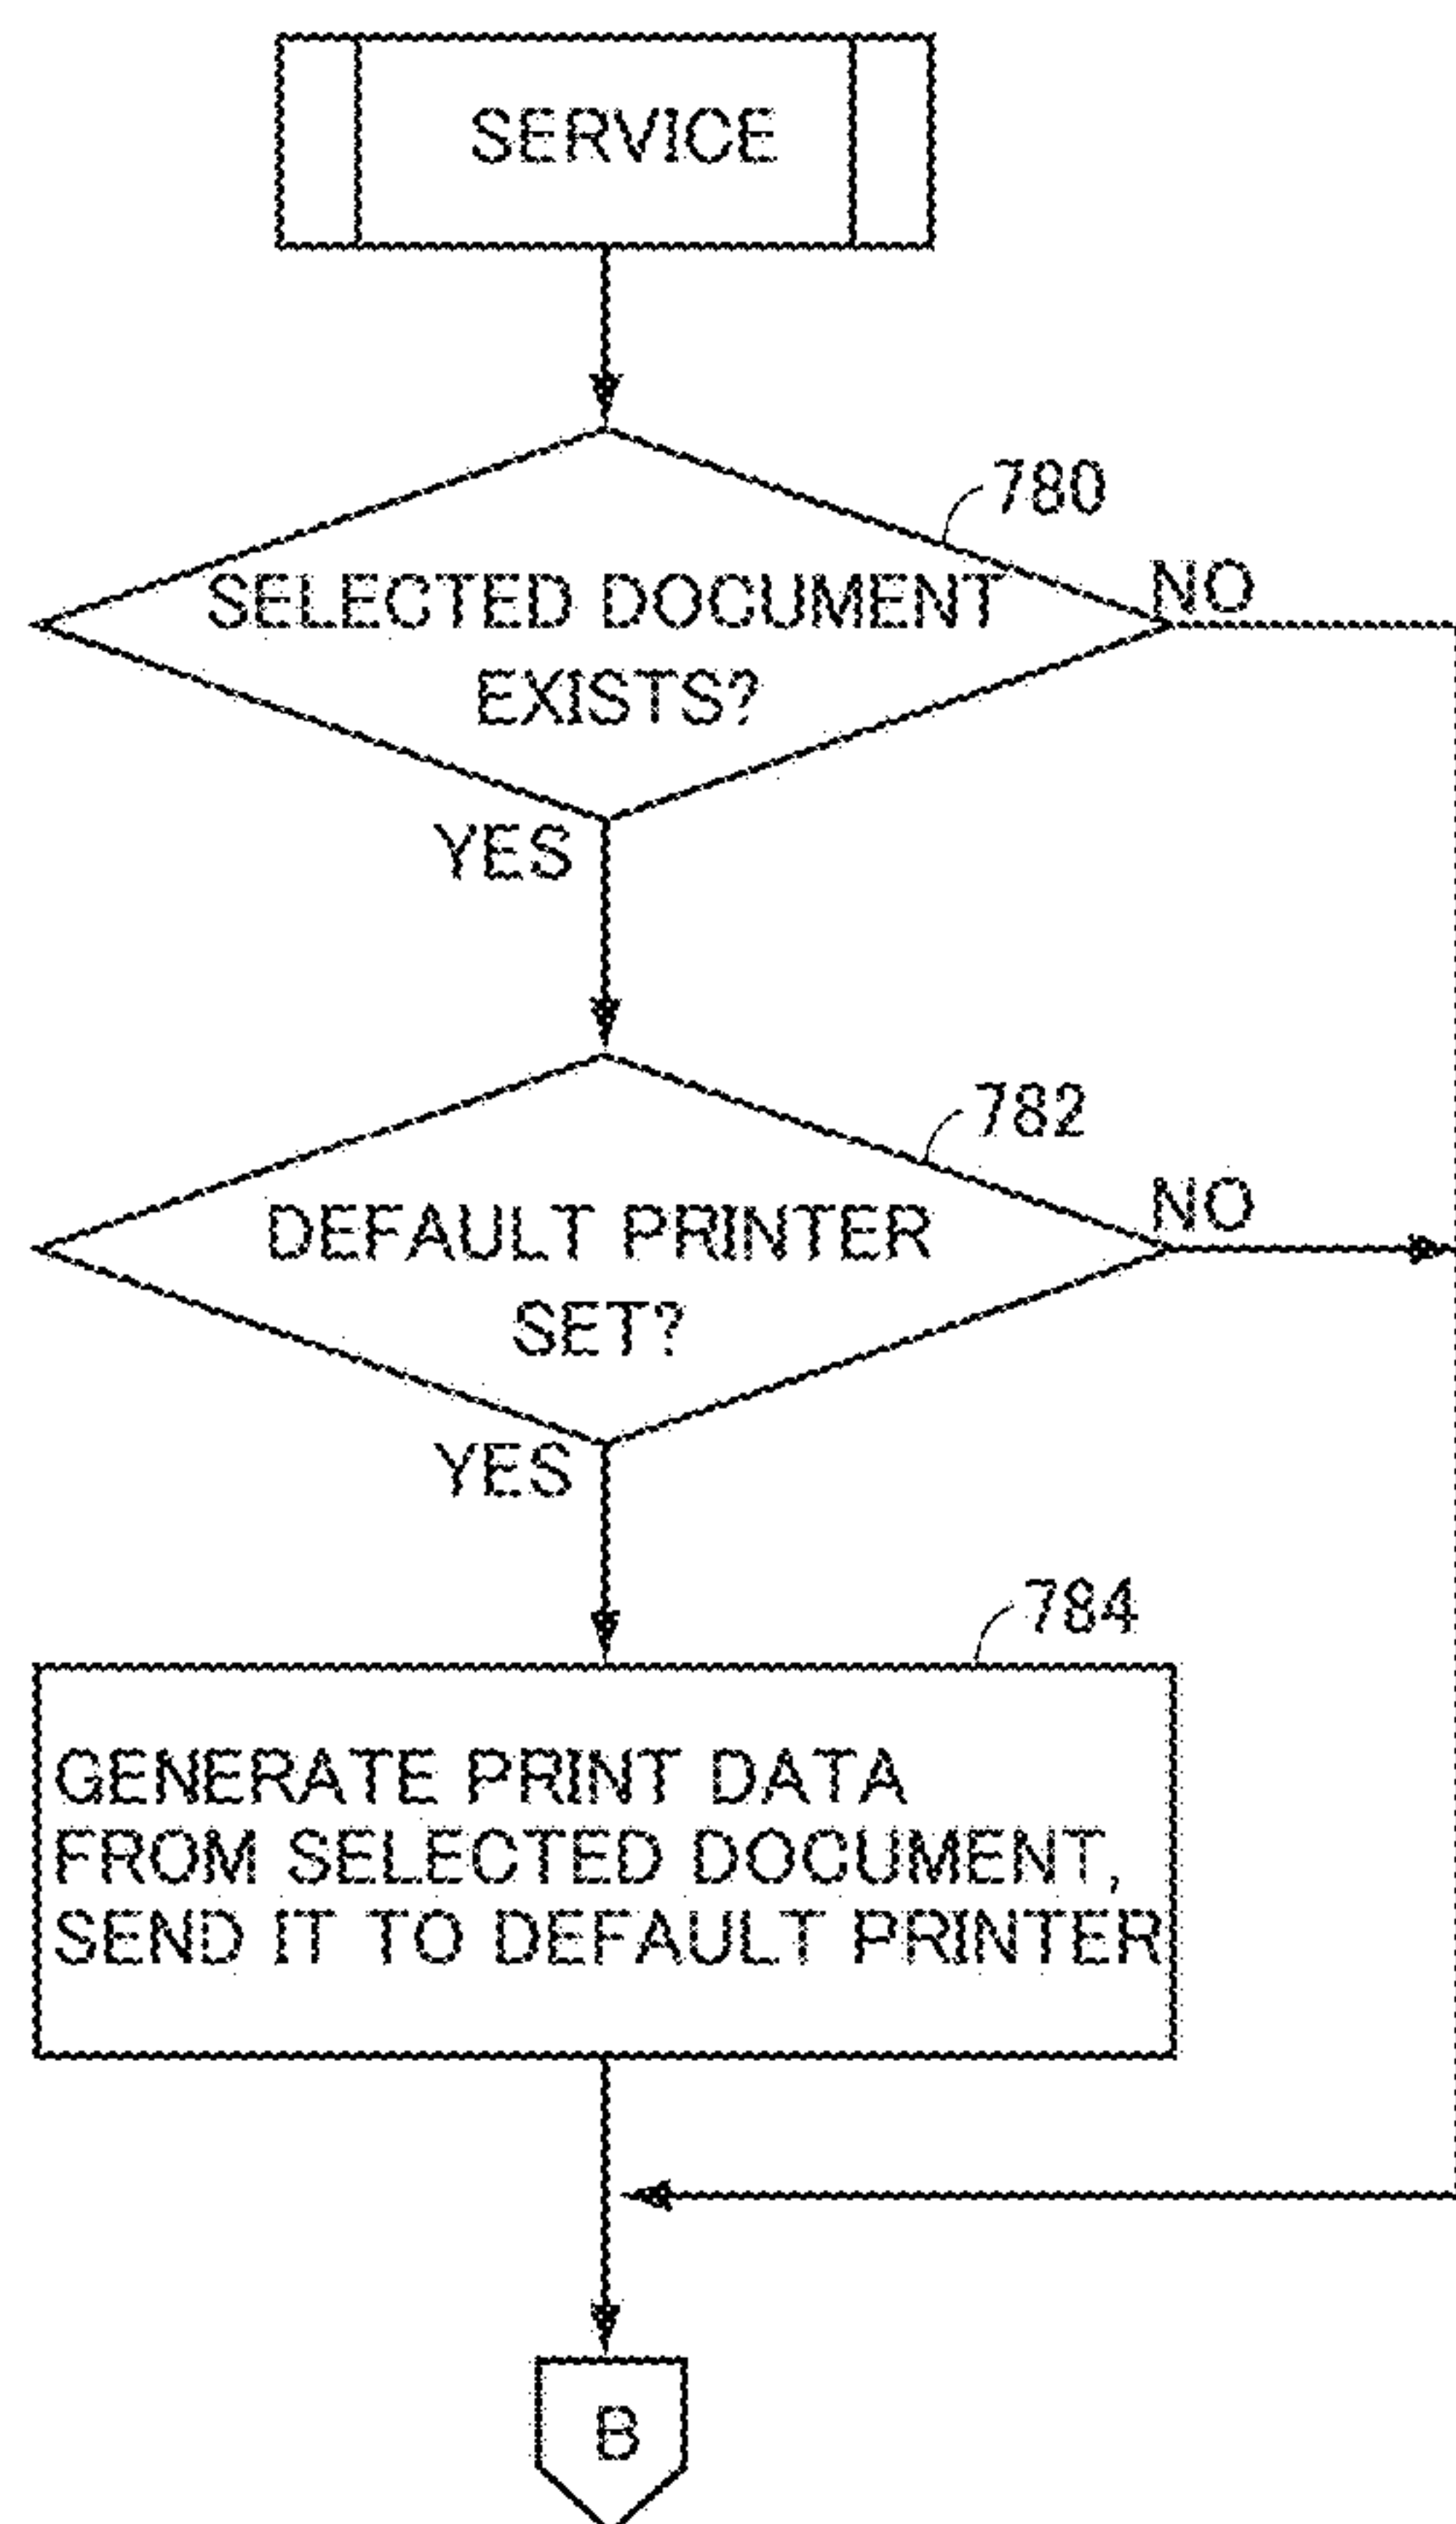 SERVICE
780
NO
SELECTED DOCUMENT
EXISTS?
YES
782
NO
DEFAULT PRINTER
SET?
YES
784
GENERATE PRINT DATA
FROM SELECTED DOCUMENT,
SEND IT TO DEFAULT PRINTER
B